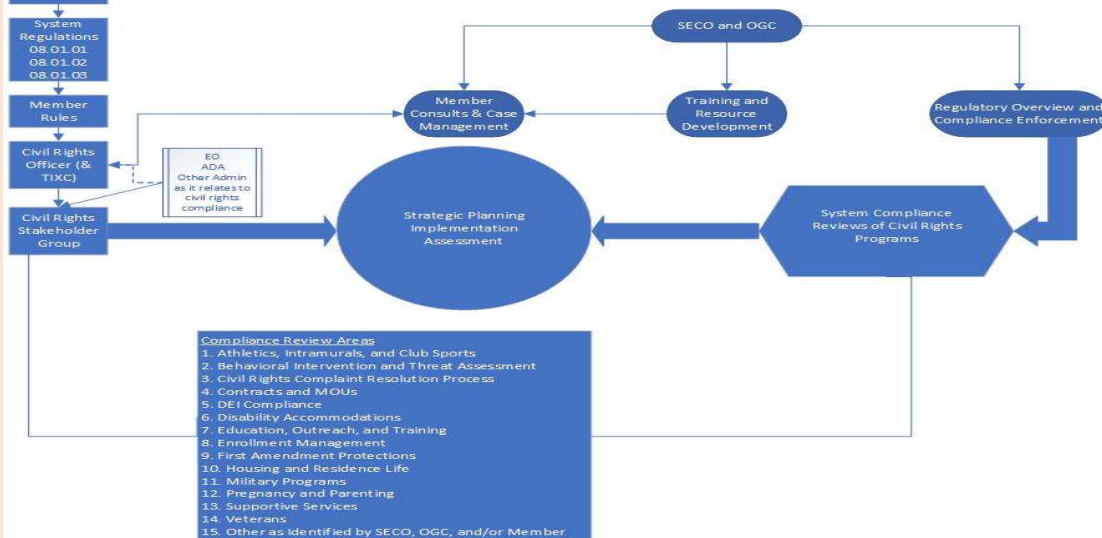 System
Regulations
08.01.01
08.01.02
08.01.03
Member
Rules
Civil Rights
Officer (&
TIXC)
Civil Rights
Stakeholder
Group
EO
ADA
Other Admin
as it relates to
civil rights
compliance
SECO and OGC
Member
Consults & Case
Management
Training and
Resource
Development
Regulatory Overview and
Compliance Enforcement
Strategic Planning
Implementation
Assessment
System Compliance
Reviews of Civil Rights
Programs
Compliance Review Areas
1. Athletics, Intramurals, and Club Sports
2. Behavioral Intervention and Threat Assessment
3. Civil Rights Complaint Resolution Process
4. Contracts and MOUs
5. DEI Compliance
6. Disability Accommodations
7. Education, Outreach, and Training
8. Enrollment Management
9. First Amendment Protections
10. Housing and Residence Life
11. Military Programs
12. Pregnancy and Parenting
13. Supportive Services
14. Veterans
15. Other as Identified by SECO, OGC, and/or Member